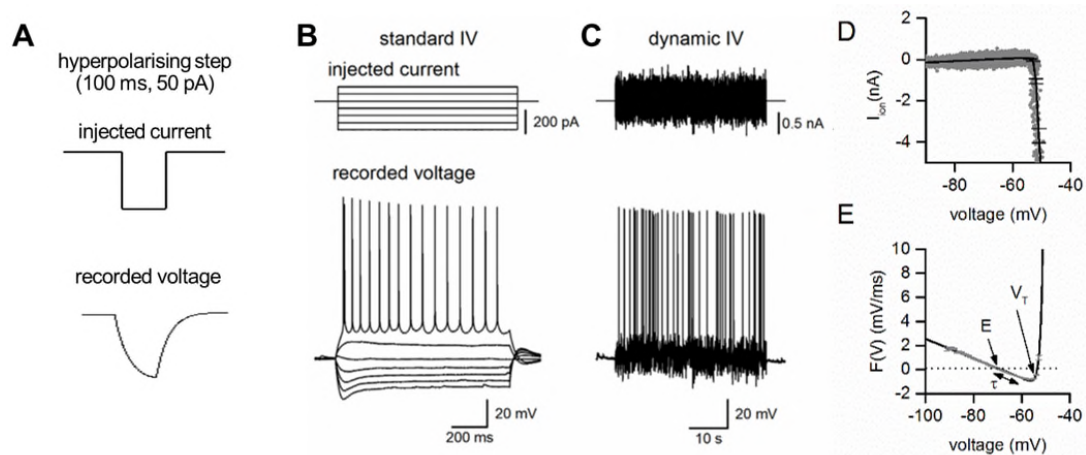 A
hyperpolarising step
(100 ms, 50 pA)
injected current
recorded voltage
B
standard IV
injected current
200 pA
recorded voltage
20 mV
200 ms
C
dynamic IV
0.5 nA
20 mV
10 s
D
2
0
-2
-4
I_ion(nA)
-80
-60
-40
voltage (mV)
E
10
8
6
4
2
0
-2
F(V) (mV/ms)
E
V_T
τ
-100
-80
-60
-40
voltage (mV)